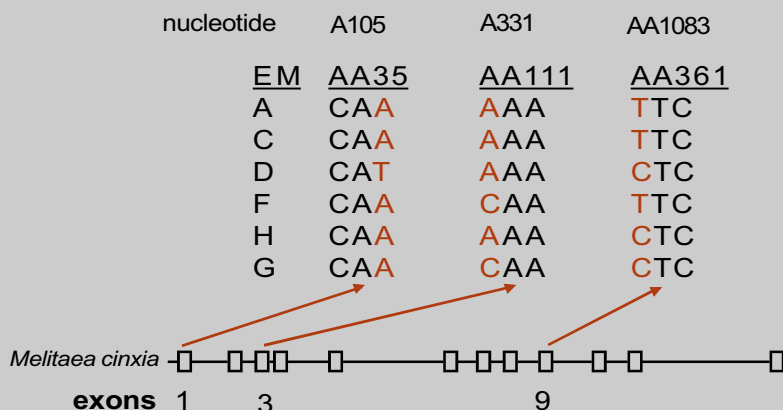 nucleotide A105 A331 AA1083
EM AA35 AA111 AA361
A CAA AAA TTC
C CAA AAA TTC
D CAT AAA CTC
F CAA CAA TTC
H CAA AAA CTC
G CAA CAA CTC
Melitaea cinxia
exons 1 3 9